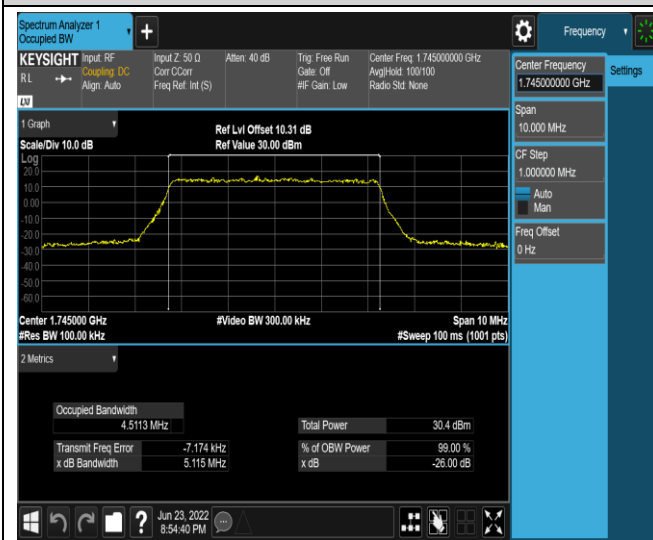 Spectrum Analyzer 1
Occupied BW
+
Frequency
KEYSIGHT
RL
LXI
Input: RF
Coupling: DC
Align: Auto
Input Z: 50 Ω
Corr CCorr
Freq Ref: Int (S)
Atten: 40 dB
Trig: Free Run
Gate: Off
#IF Gain: Low
Center Freq: 1.745000000 GHz
Avg|Hold: 100/100
Radio Std: None
Center Frequency
1.745000000 GHz
Settings
Span
10.000 MHz
CF Step
1.000000 MHz
Auto
Man
Freq Offset
0 Hz
1 Graph
Scale/Div 10.0 dB
Ref Lvl Offset 10.31 dB
Ref Value 30.00 dBm
Log
20.0
10.0
0.00
-10.0
-20.0
-30.0
-40.0
-50.0
-60.0
Center 1.745000 GHz
#Res BW 100.00 kHz
#Video BW 300.00 kHz
Span 10 MHz
#Sweep 100 ms (1001 pts)
2 Metrics
Occupied Bandwidth
4.5113 MHz
Transmit Freq Error -7.174 kHz
x dB Bandwidth 5.115 MHz
Total Power 30.4 dBm
% of OBW Power 99.00 %
x dB -26.00 dB
?
Jun 23, 2022
8:54:40 PM